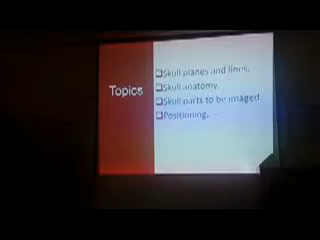 Topics
❑Skull planes and lines.
❑Skull anatomy
❑Skull parts to be imaged
❑Positioning.